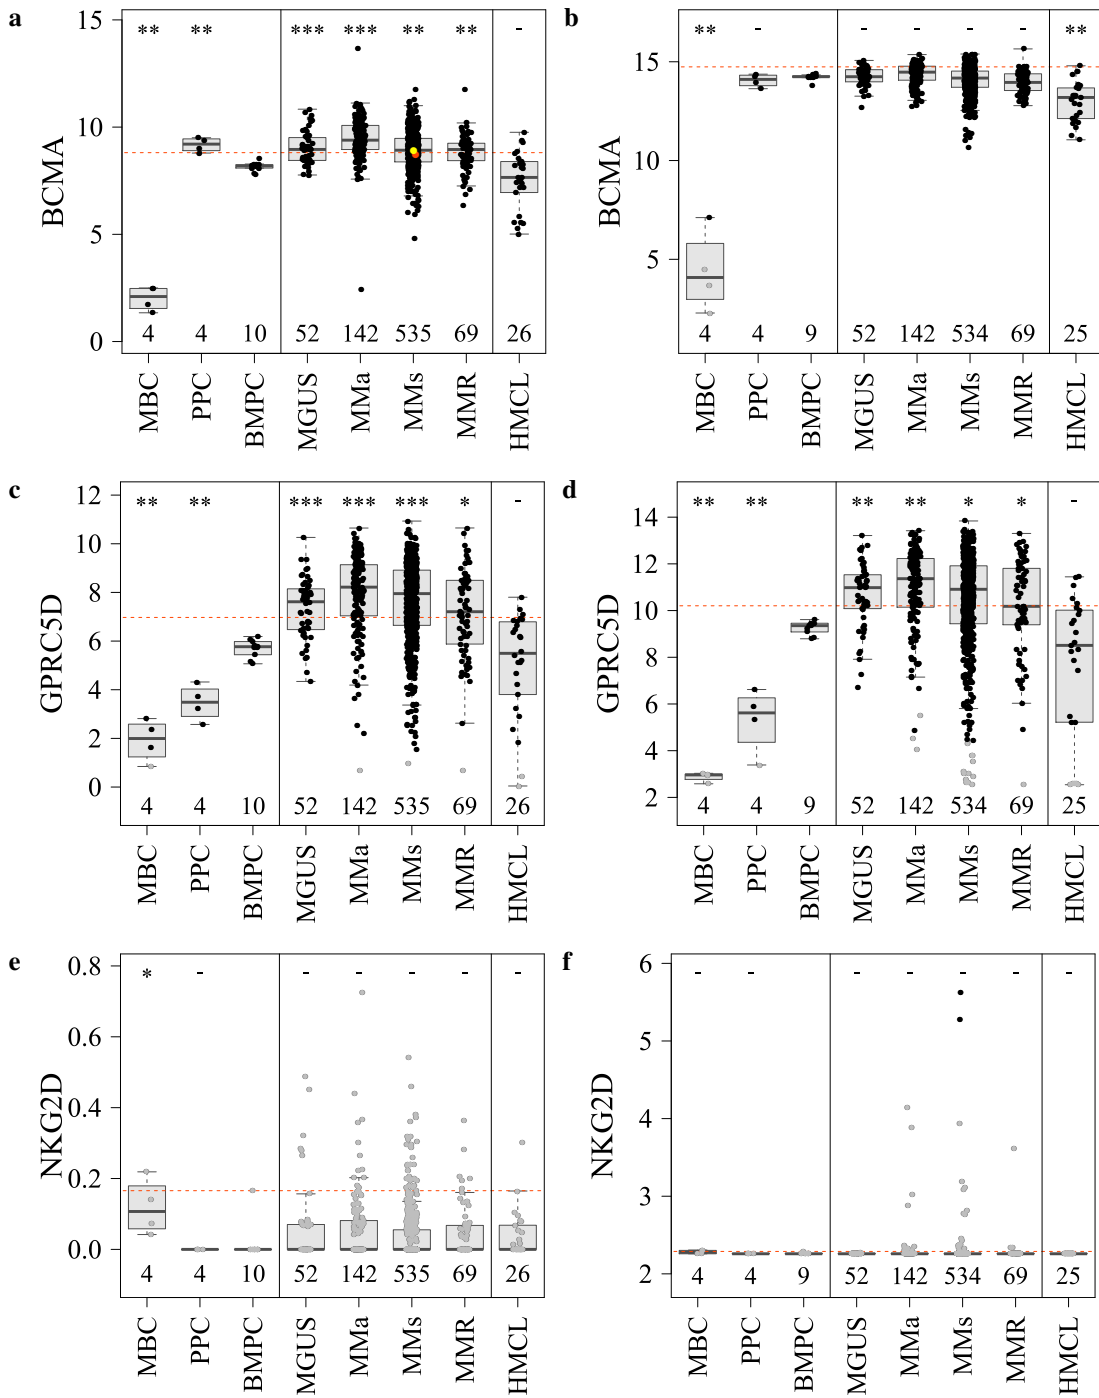 a
BCMA
15
10
5
0
** ** *** *** ** ** -
4 4 10 52 142 535 69 26
MBC PPC BMPC MGUS MMa MMs MMR HMCL
b
BCMA
15
10
5
** - - - - - **
4 4 9 52 142 534 69 25
MBC PPC BMPC MGUS MMa MMs MMR HMCL
c
GPRC5D
12
10
8
6
4
2
0
** ** *** *** *** * -
4 4 10 52 142 535 69 26
MBC PPC BMPC MGUS MMa MMs MMR HMCL
d
GPRC5D
14
12
10
8
6
4
2
** ** ** ** * * -
4 4 9 52 142 534 69 25
MBC PPC BMPC MGUS MMa MMs MMR HMCL
e
NKG2D
0.8
0.6
0.4
0.2
0.0
* - - - - - -
4 4 10 52 142 535 69 26
MBC PPC BMPC MGUS MMa MMs MMR HMCL
f
NKG2D
6
5
4
3
2
- - - - - - -
4 4 9 52 142 534 69 25
MBC PPC BMPC MGUS MMa MMs MMR HMCL